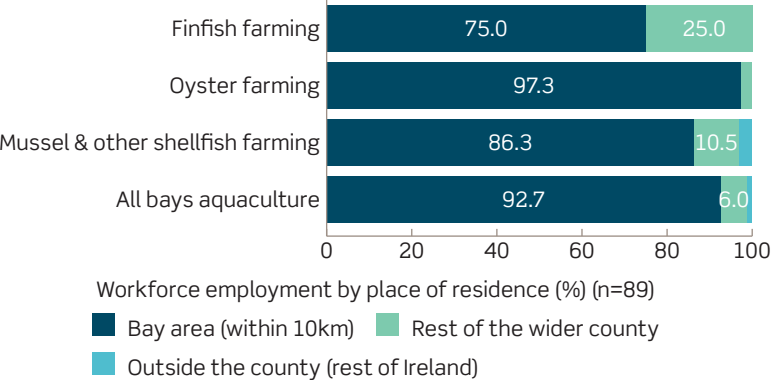 Finfish farming 75.0 25.0
Oyster farming 97.3
Mussel & other shellfish farming 86.3 10.5
All bays aquaculture 92.7 6.0
0 20 40 60 80 100
Workforce employment by place of residence (%) (n=89)
Bay area (within 10km) Rest of the wider county
Outside the county (rest of Ireland)